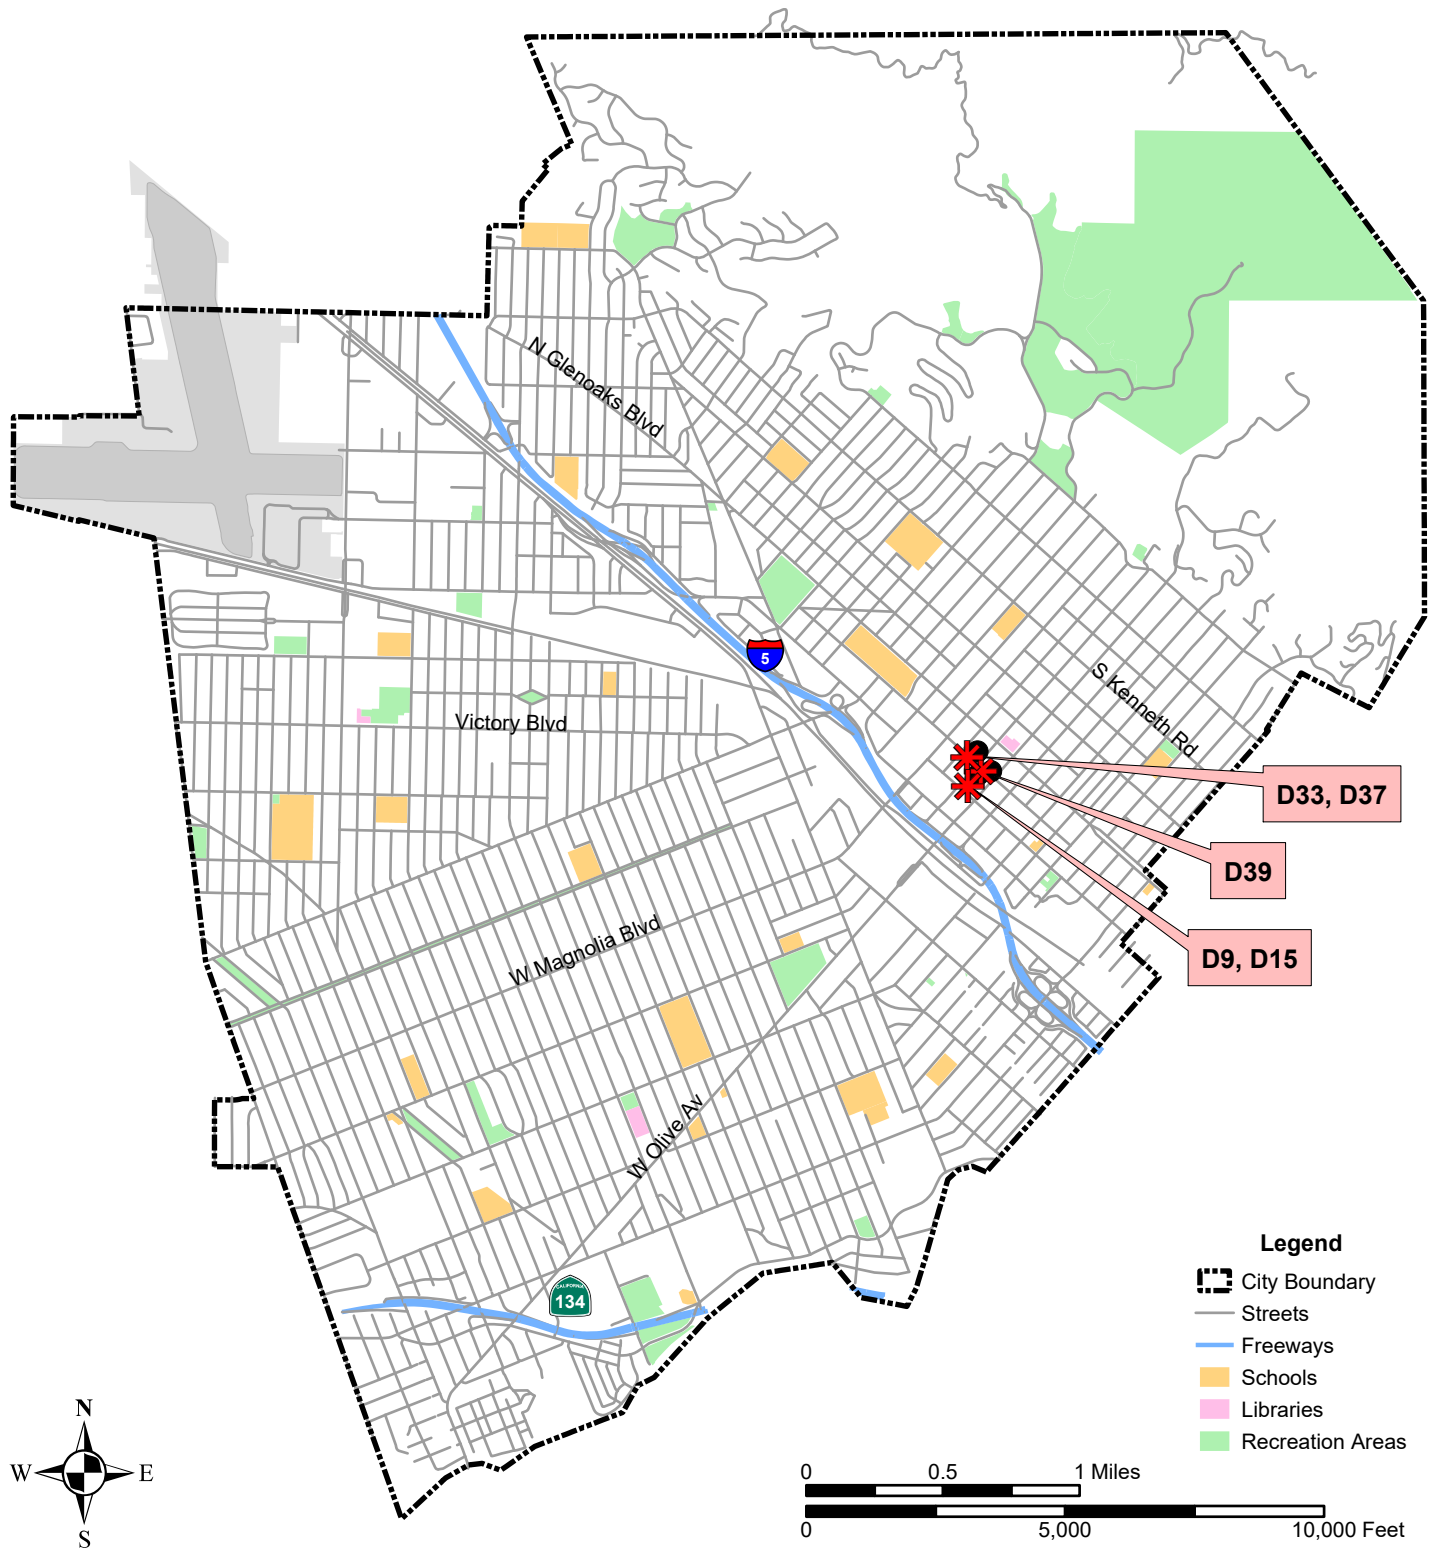 N Glenoaks Blvd
5
S Kenneth Rd
Victory Blvd
D33, D37
D39
D9, D15
W Magnolia Blvd
W Olive Av
CALIFORNIA
134
Legend
City Boundary
Streets
Freeways
Schools
Libraries
Recreation Areas
N
W E
S
0 0.5 1 Miles
0 5,000 10,000 Feet